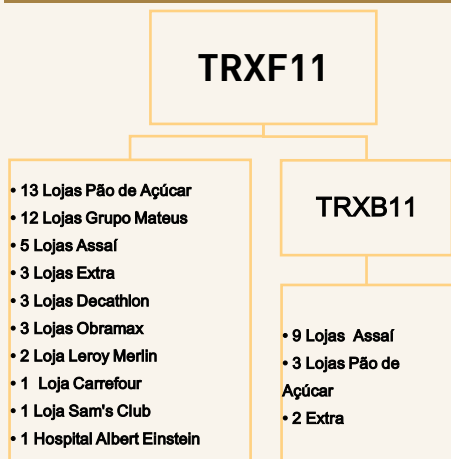 TRXF11
• 13 Lojas Pão de Açúcar
• 12 Lojas Grupo Mateus
• 5 Lojas Assaí
• 3 Lojas Extra
• 3 Lojas Decathlon
• 3 Lojas Obramax
• 2 Loja Leroy Merlin
• 1 Loja Carrefour
• 1 Loja Sam's Club
• 1 Hospital Albert Einstein
TRXB11
• 9 Lojas Assaí
• 3 Lojas Pão de
Açúcar
• 2 Extra